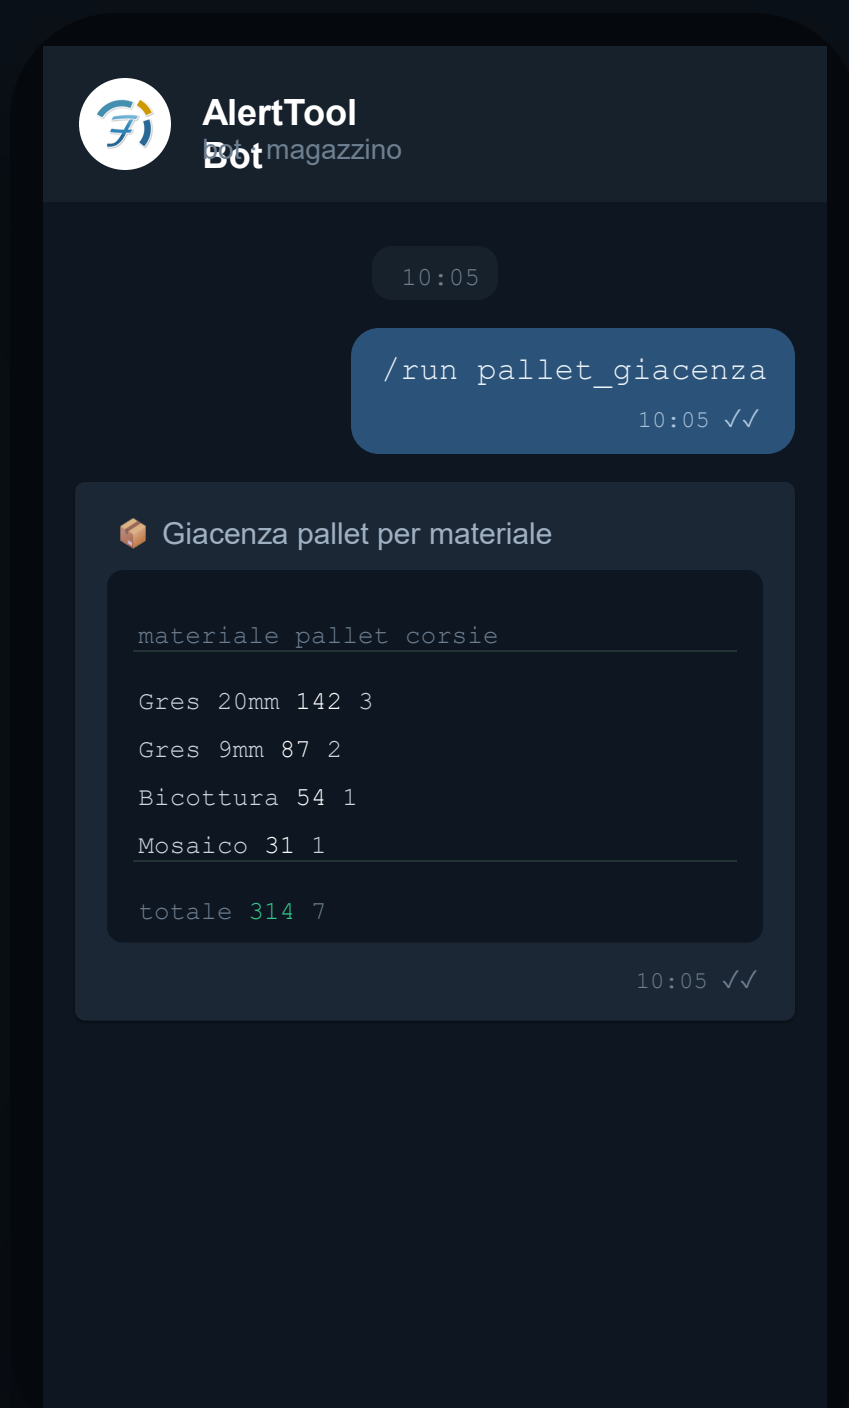 AlertTool
Bot
bot · magazzino
10:05
/run pallet_giacenza
10:05 ✓✓
📦 Giacenza pallet per materiale
materiale pallet corsie
Gres 20mm 142 3
Gres 9mm 87 2
Bicottura 54 1
Mosaico 31 1
totale 314 7
10:05 ✓✓